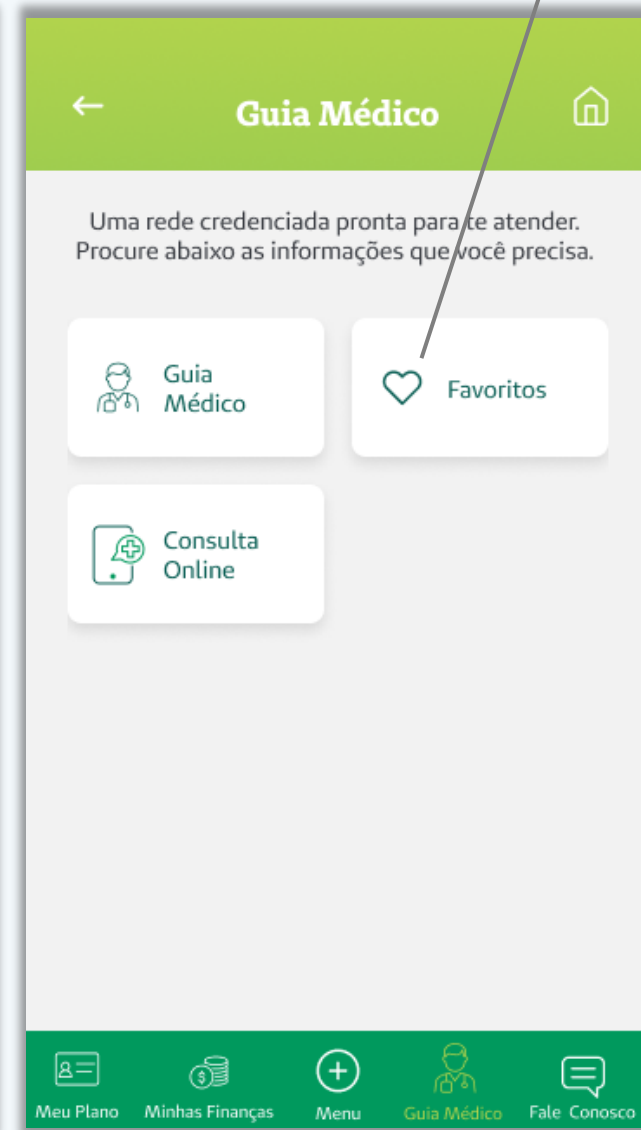 Guia Médico
Uma rede credenciada pronta para te atender.
Procure abaixo as informações que você precisa.
Guia
Médico
Favoritos
Consulta
Online
Meu Plano
Minhas Finanças
Menu
Guia Médico
Fale Conosco